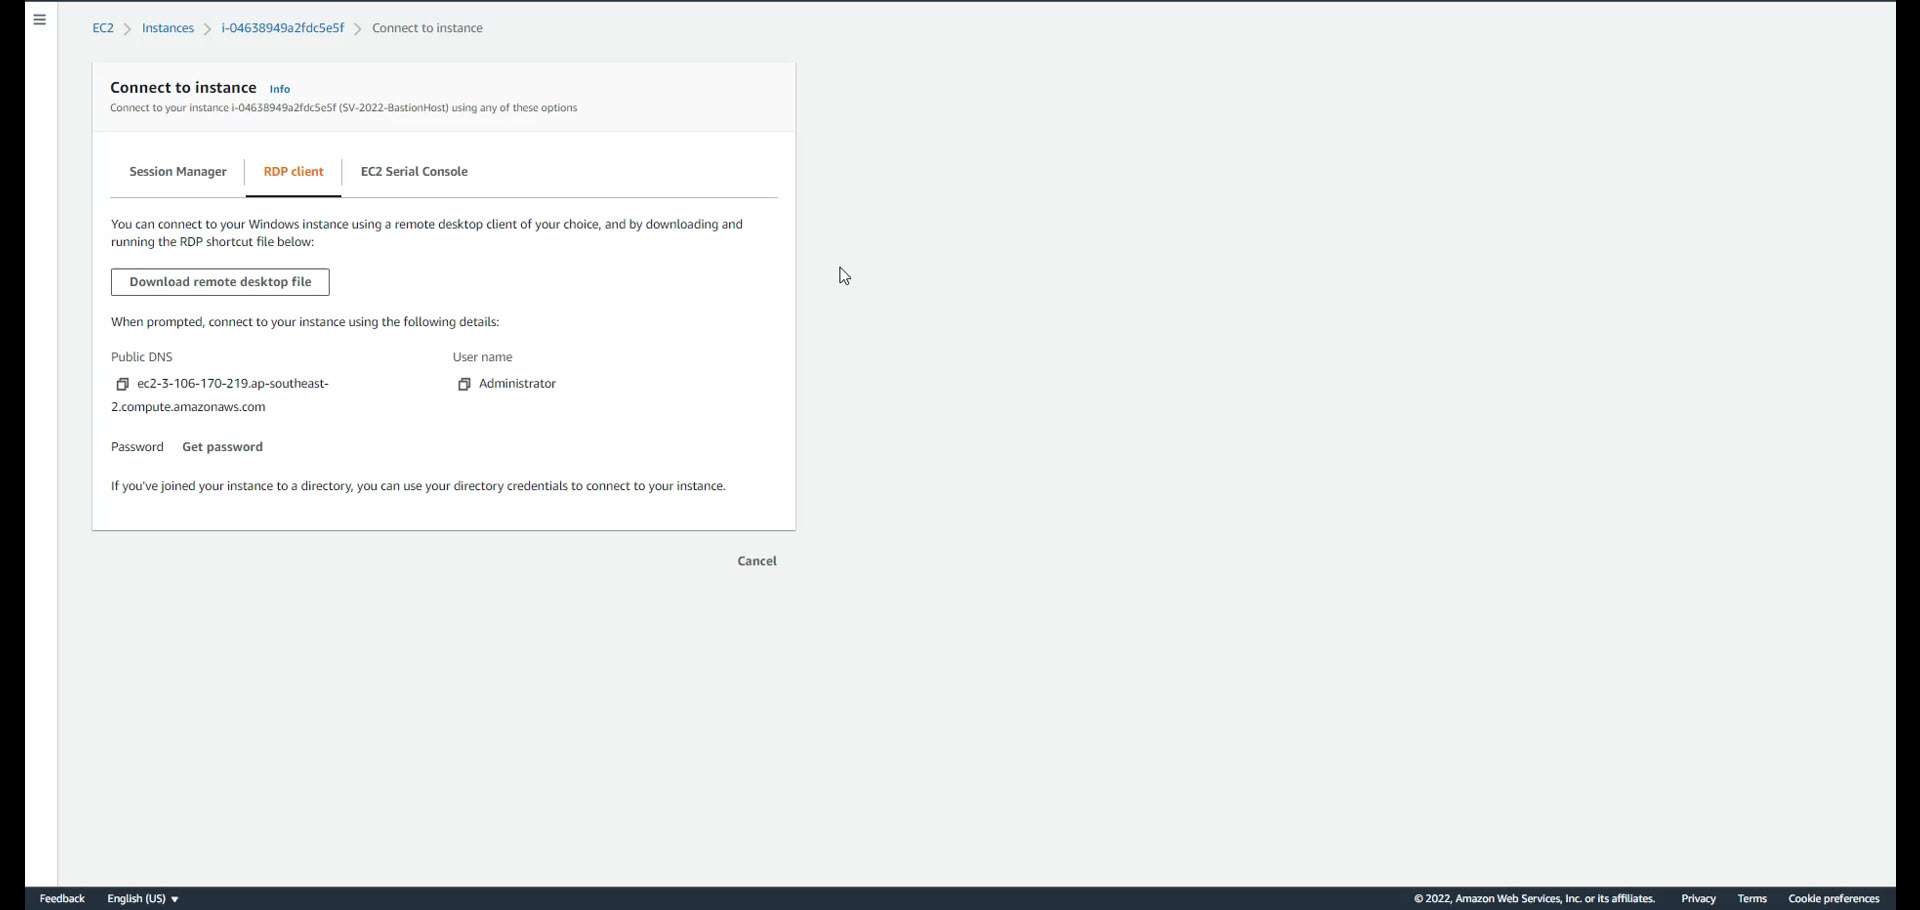 EC2 > Instances > i-04638949a2fdc5e5f > Connect to instance
Connect to instance Info
Connect to your instance i-04638949a2fdc5e5f (SV-2022-BastionHost) using any of these options
Session Manager RDP client EC2 Serial Console
You can connect to your Windows instance using a remote desktop client of your choice, and by downloading and
running the RDP shortcut file below:
Download remote desktop file
When prompted, connect to your instance using the following details:
Public DNS User name
ec2-3-106-170-219.ap-southeast- Administrator
2.compute.amazonaws.com
Password Get password
If you've joined your instance to a directory, you can use your directory credentials to connect to your instance.
Cancel
Feedback English (US) © 2022, Amazon Web Services, Inc. or its affiliates. Privacy Terms Cookie preferences